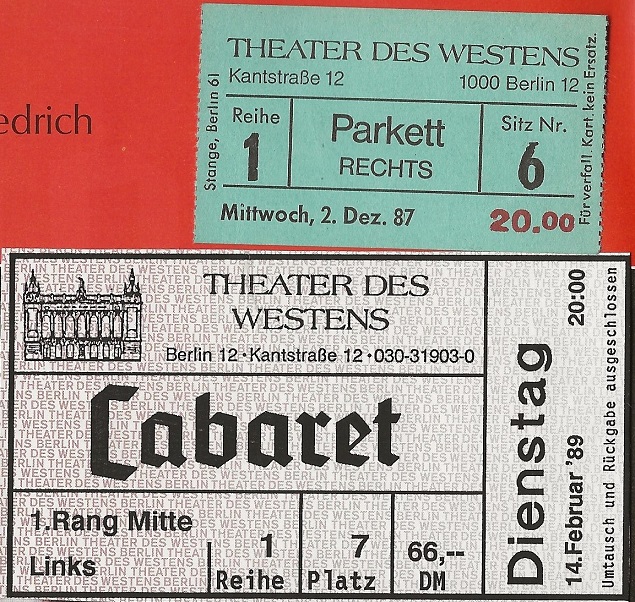 edrich
THEATER DES WESTENS
Kantstraße 12 1000 Berlin 12
Stange, Berlin 61
Reihe
1
Parkett
RECHTS
Sitz Nr.
6
Mittwoch, 2. Dez. 87
20.00
Für verfall. Kart. kein Ersatz.
THEATER DES
WESTENS
Berlin 12 · Kantstraße 12 · 030-31903-0
Cabaret
1.Rang Mitte
Links
1
Reihe
7
Platz
66,--
DM
Dienstag
14.Februar '89 20:00
Umtausch und Rückgabe ausgeschlossen